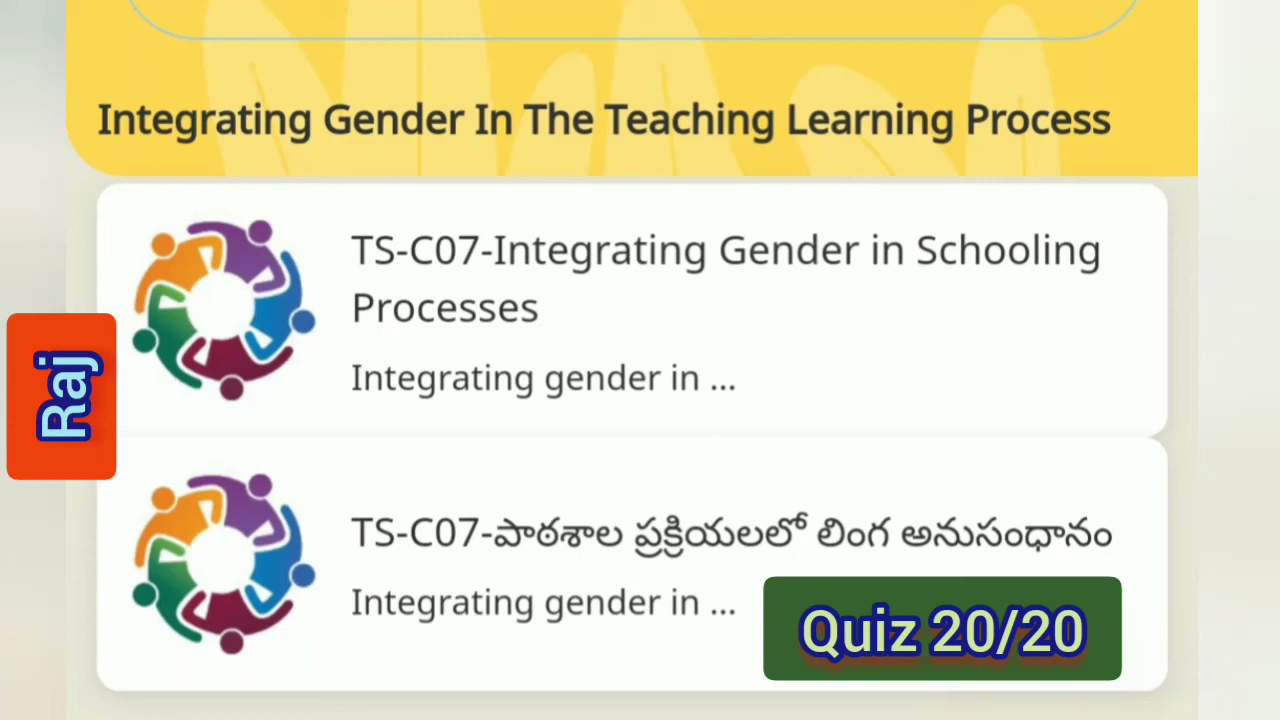 Integrating Gender In The Teaching Learning Process
TS-C07-Integrating Gender in Schooling
Processes
Integrating gender in ...
Raj
TS-C07-పాఠశాల ప్రక్రియలలో లింగ అనుసంధానం
Integrating gender in ...
Quiz 20/20